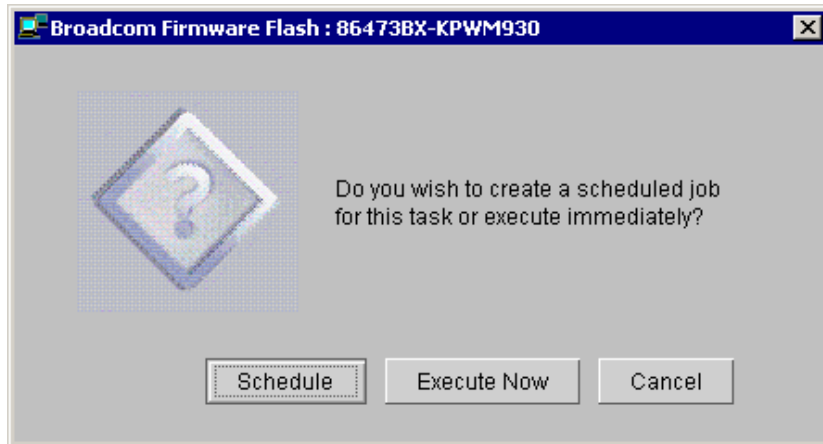 Broadcom Firmware Flash : 86473BX-KPWM930
Do you wish to create a scheduled job
for this task or execute immediately?
Schedule Execute Now Cancel